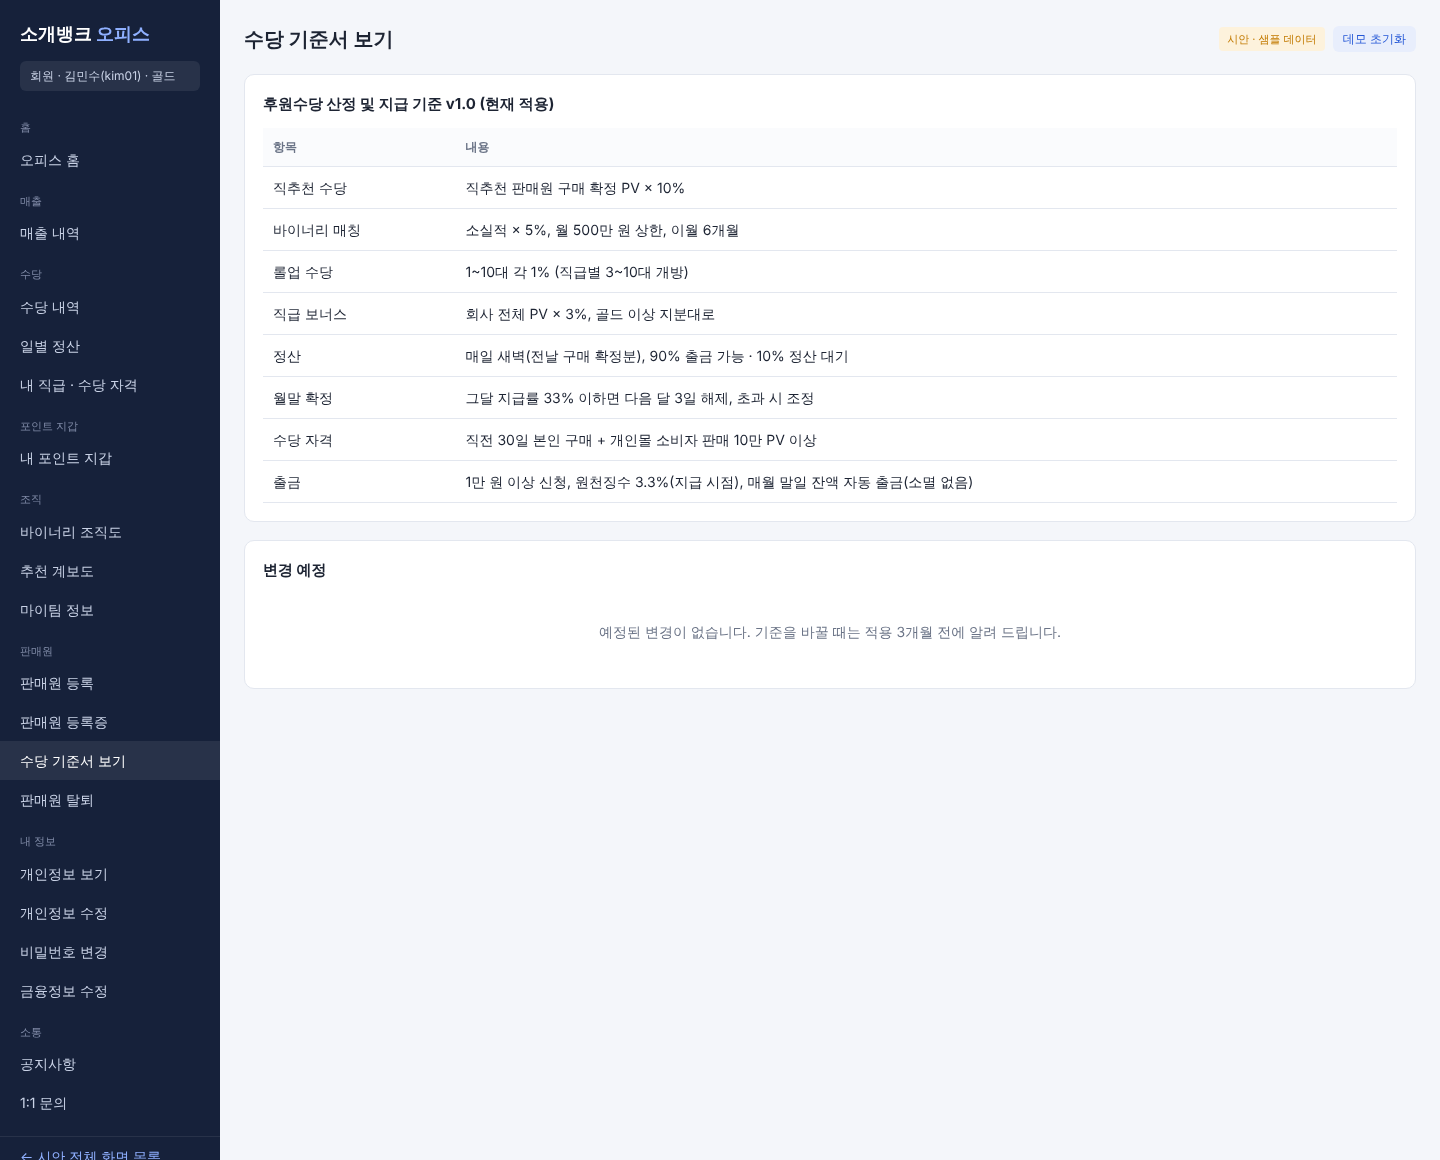 소개뱅크 오피스
회원 · 김민수(kim01) · 골드
홈
오피스 홈
매출
매출 내역
수당
수당 내역
일별 정산
내 직급 · 수당 자격
포인트 지갑
내 포인트 지갑
조직
바이너리 조직도
추천 계보도
마이팀 정보
판매원
판매원 등록
판매원 등록증
수당 기준서 보기
판매원 탈퇴
내 정보
개인정보 보기
개인정보 수정
비밀번호 변경
금융정보 수정
소통
공지사항
1:1 문의
← 시안 전체 화면 목록
수당 기준서 보기
시안 · 샘플 데이터
데모 초기화
후원수당 산정 및 지급 기준 v1.0 (현재 적용)
항목 내용
직추천 수당 직추천 판매원 구매 확정 PV × 10%
바이너리 매칭 소실적 × 5%, 월 500만 원 상한, 이월 6개월
롤업 수당 1~10대 각 1% (직급별 3~10대 개방)
직급 보너스 회사 전체 PV × 3%, 골드 이상 지분대로
정산 매일 새벽(전날 구매 확정분), 90% 출금 가능 · 10% 정산 대기
월말 확정 그달 지급률 33% 이하면 다음 달 3일 해제, 초과 시 조정
수당 자격 직전 30일 본인 구매 + 개인몰 소비자 판매 10만 PV 이상
출금 1만 원 이상 신청, 원천징수 3.3%(지급 시점), 매월 말일 잔액 자동 출금(소멸 없음)
변경 예정
예정된 변경이 없습니다. 기준을 바꿀 때는 적용 3개월 전에 알려 드립니다.